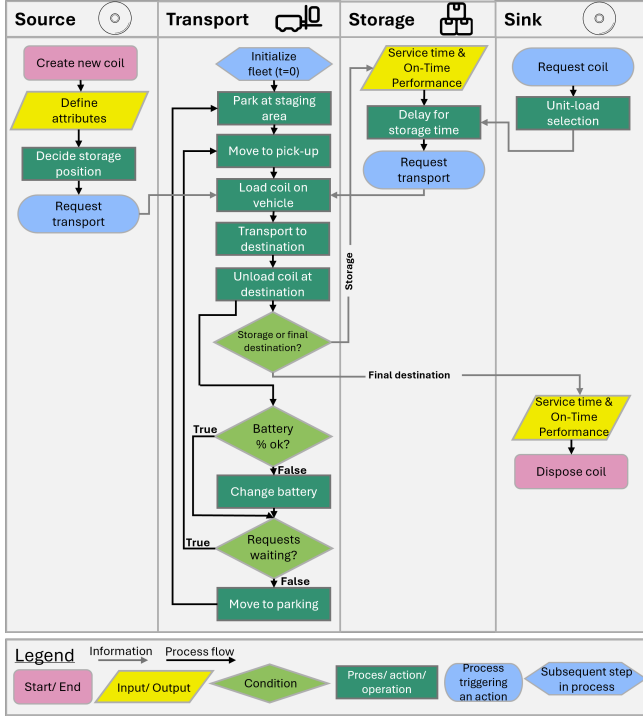 Source
Transport
Storage
Sink
Create new coil
Define
attributes
Decide storage
position
Request
transport
Initialize
fleet (t=0)
Park at staging
area
Move to pick-up
Load coil on
vehicle
Transport to
destination
Unload coil at
destination
Storage or final
destination?
Storage
Final destination
Battery
% ok?
True
False
Change battery
Requests
waiting?
True
False
Move to parking
Service time &
On-Time
Performance
Delay for
storage time
Request
transport
Request coil
Unit-load
selection
Service time &
On-Time
Performance
Dispose coil
Legend
Information
Process flow
Start/ End
Input/ Output
Condition
Proces/ action/
operation
Process
triggering
an action
Subsequent step
in process